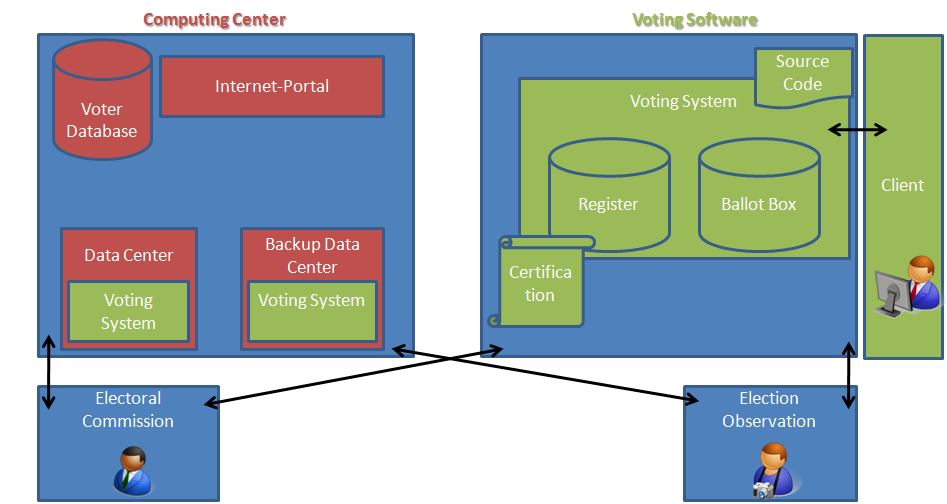 Computing Center
Voter
Database
Internet-Portal
Data Center
Voting
System
Backup Data
Center
Voting System
Voting Software
Source
Code
Voting System
Register
Ballot Box
Certifica
tion
Client
Electoral
Commission
Election
Observation